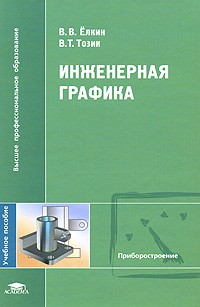 В. В. Ёлкин
В. Т. Тозик
ИНЖЕНЕРНАЯ
ГРАФИКА
Высшее профессиональное образование
Учебное пособие
Приборостроение
ACADEMA